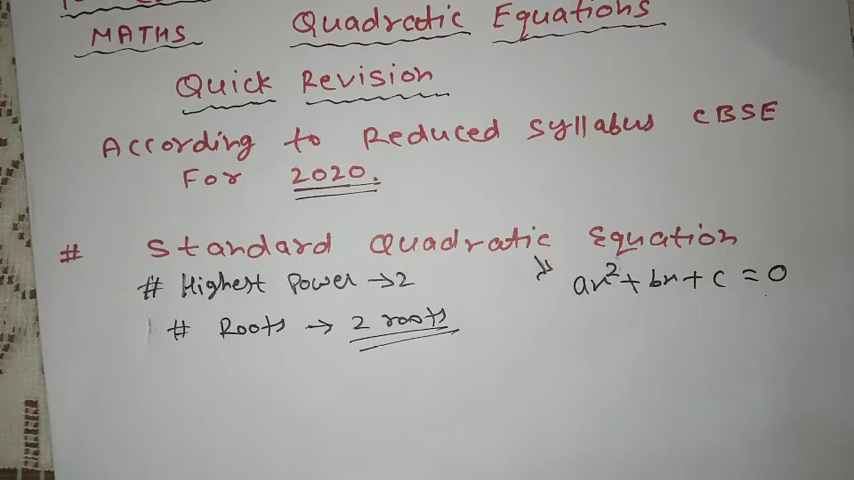 MATHS Quadratic Equations
Quick Revision
According to Reduced Syllabus CBSE
For 2020.
# Standard Quadratic Equation
# Highest Power → 2
ax²+bx+c=0
# Roots → 2 roots